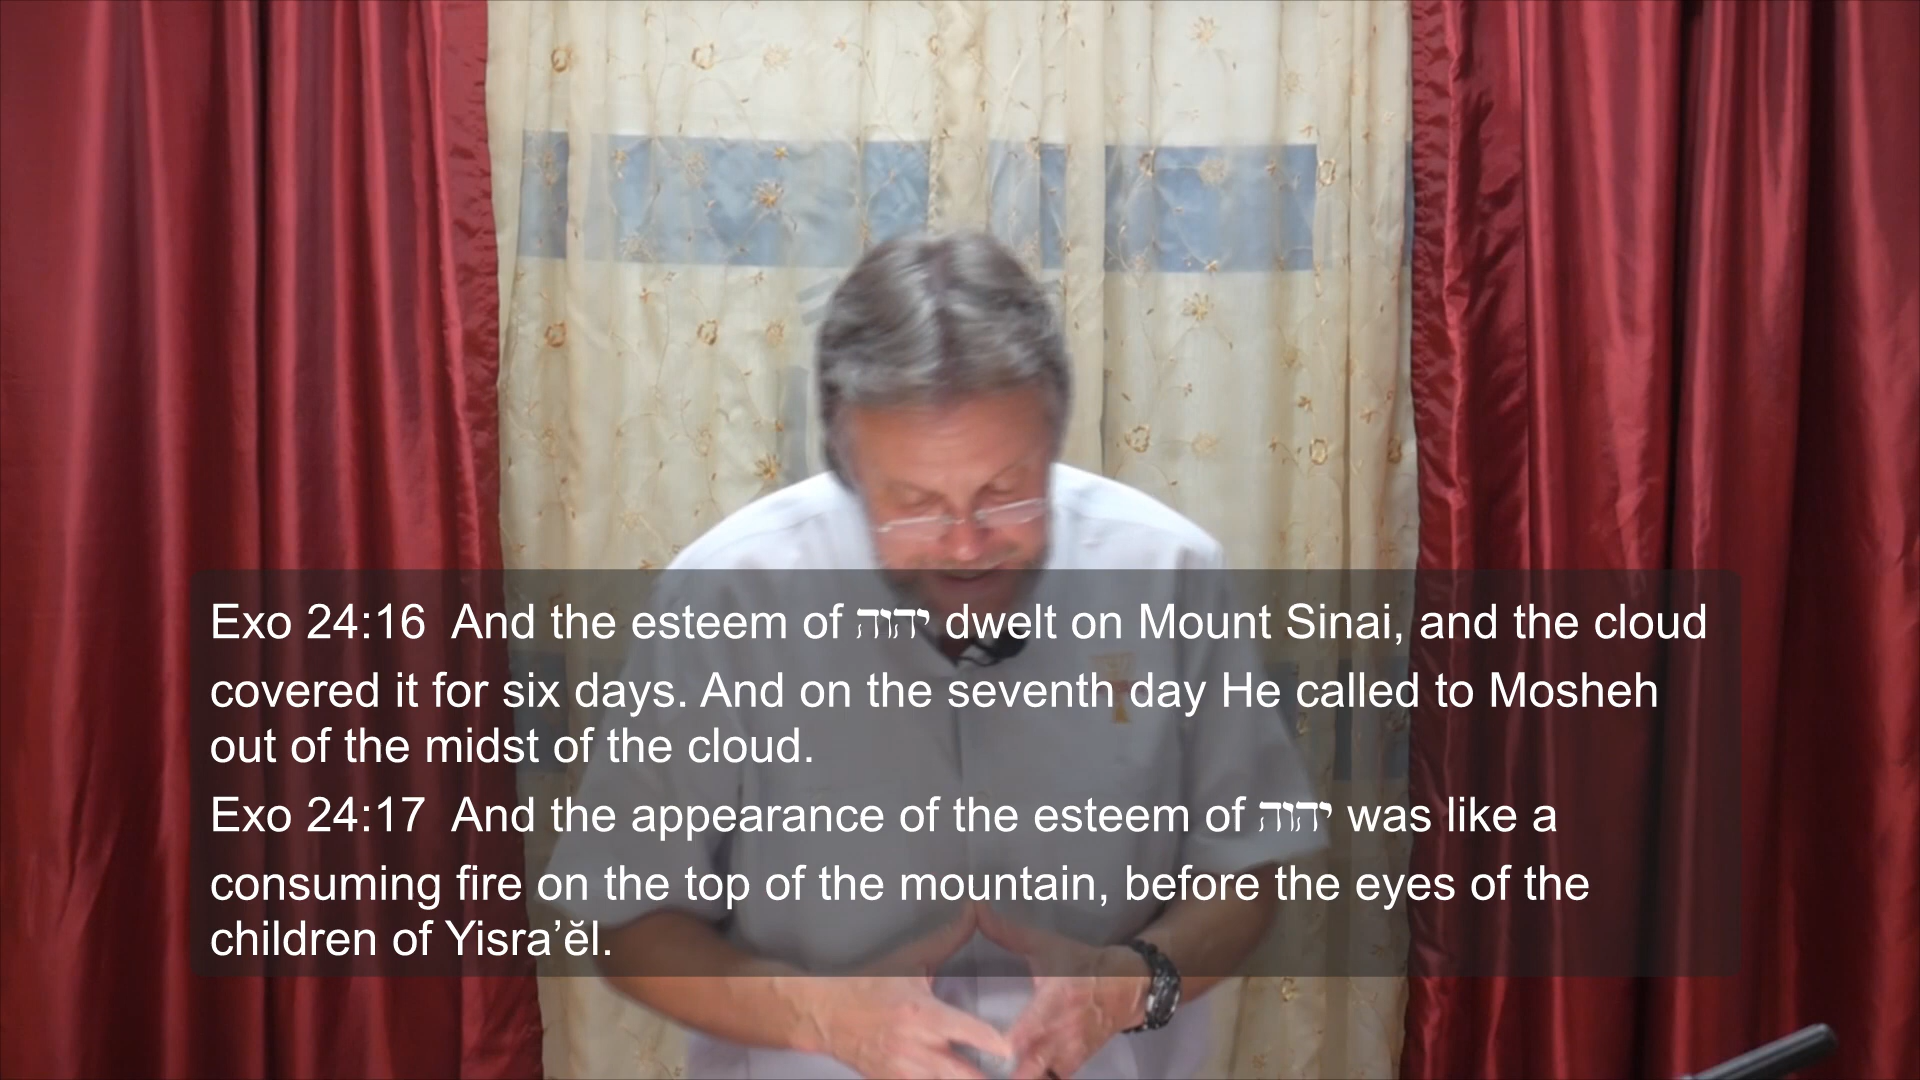 Exo 24:16  And the esteem of יהוה dwelt on Mount Sinai, and the cloud
covered it for six days. And on the seventh day He called to Mosheh
out of the midst of the cloud.
Exo 24:17  And the appearance of the esteem of יהוה was like a
consuming fire on the top of the mountain, before the eyes of the
children of Yisra’ĕl.